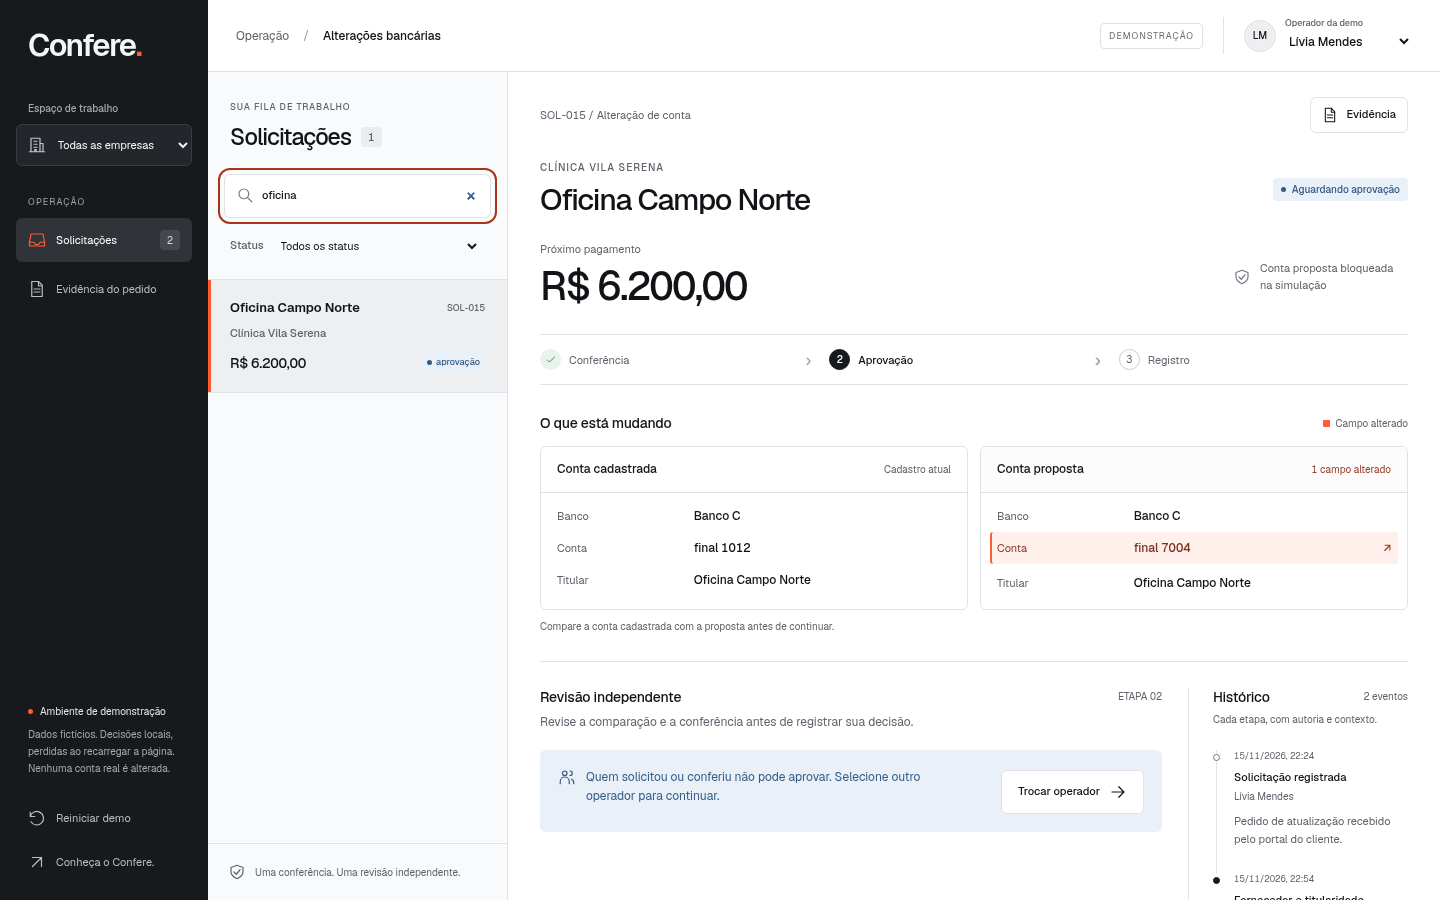 Confere.
Espaço de trabalho
Todas as empresas
OPERAÇÃO
Solicitações 2
Evidência do pedido
Ambiente de demonstração
Dados fictícios. Decisões locais,
perdidas ao recarregar a página.
Nenhuma conta real é alterada.
Reiniciar demo
Conheça o Confere.
Operação / Alterações bancárias
DEMONSTRAÇÃO
LM
Operador da demo
Lívia Mendes
SUA FILA DE TRABALHO
Solicitações 1
oficina
Status Todos os status
Oficina Campo Norte SOL-015
Clínica Vila Serena
R$ 6.200,00 aprovação
Uma conferência. Uma revisão independente.
SOL-015 / Alteração de conta
Evidência
CLÍNICA VILA SERENA
Oficina Campo Norte
Aguardando aprovação
Próximo pagamento
R$ 6.200,00
Conta proposta bloqueada
na simulação
Conferência
2 Aprovação
3 Registro
O que está mudando
Campo alterado
Conta cadastrada Cadastro atual
Banco Banco C
Conta final 1012
Titular Oficina Campo Norte
Conta proposta 1 campo alterado
Banco Banco C
Conta final 7004
Titular Oficina Campo Norte
Compare a conta cadastrada com a proposta antes de continuar.
Revisão independente ETAPA 02
Revise a comparação e a conferência antes de registrar sua decisão.
Quem solicitou ou conferiu não pode aprovar. Selecione outro
operador para continuar.
Trocar operador
Histórico 2 eventos
Cada etapa, com autoria e contexto.
15/11/2026, 22:24
Solicitação registrada
Lívia Mendes
Pedido de atualização recebido
pelo portal do cliente.
15/11/2026, 22:54
Fornecedor e titularidade